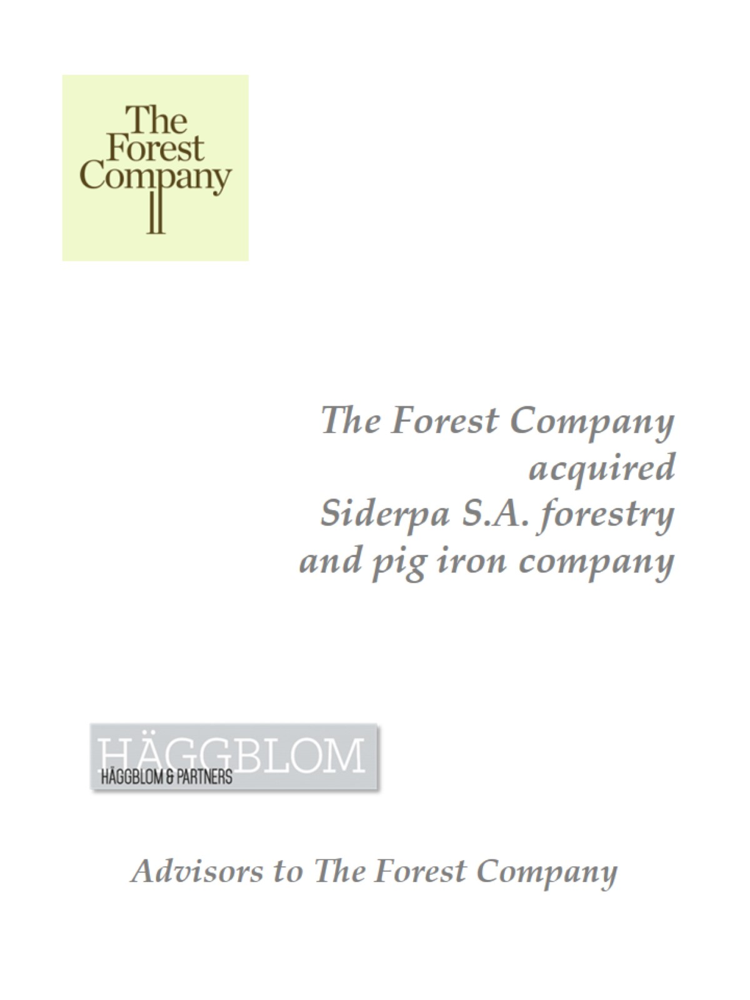 The
Forest
Company
The Forest Company
acquired
Siderpa S.A. forestry
and pig iron company
HÄGGBLOM
HÄGGBLOM & PARTNERS
Advisors to The Forest Company